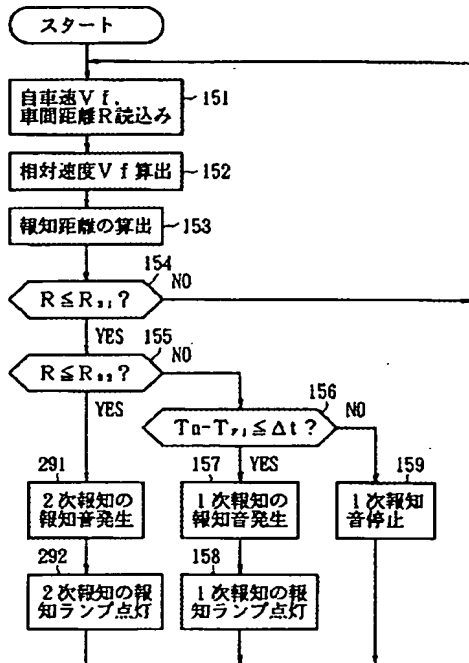 スタート
自車速Vf,
車間距離R読込み
151
相対速度Vf算出
152
報知距離の算出
153
154
NO
R≦Rs1?
YES
155
NO
R≦Rs2?
YES
156
NO
Tn-Tr1≦Δt?
YES
291
2次報知の
報知音発生
157
1次報知の
報知音発生
159
1次報知
音停止
292
2次報知の報
知ランプ点灯
158
1次報知の報
知ランプ点灯